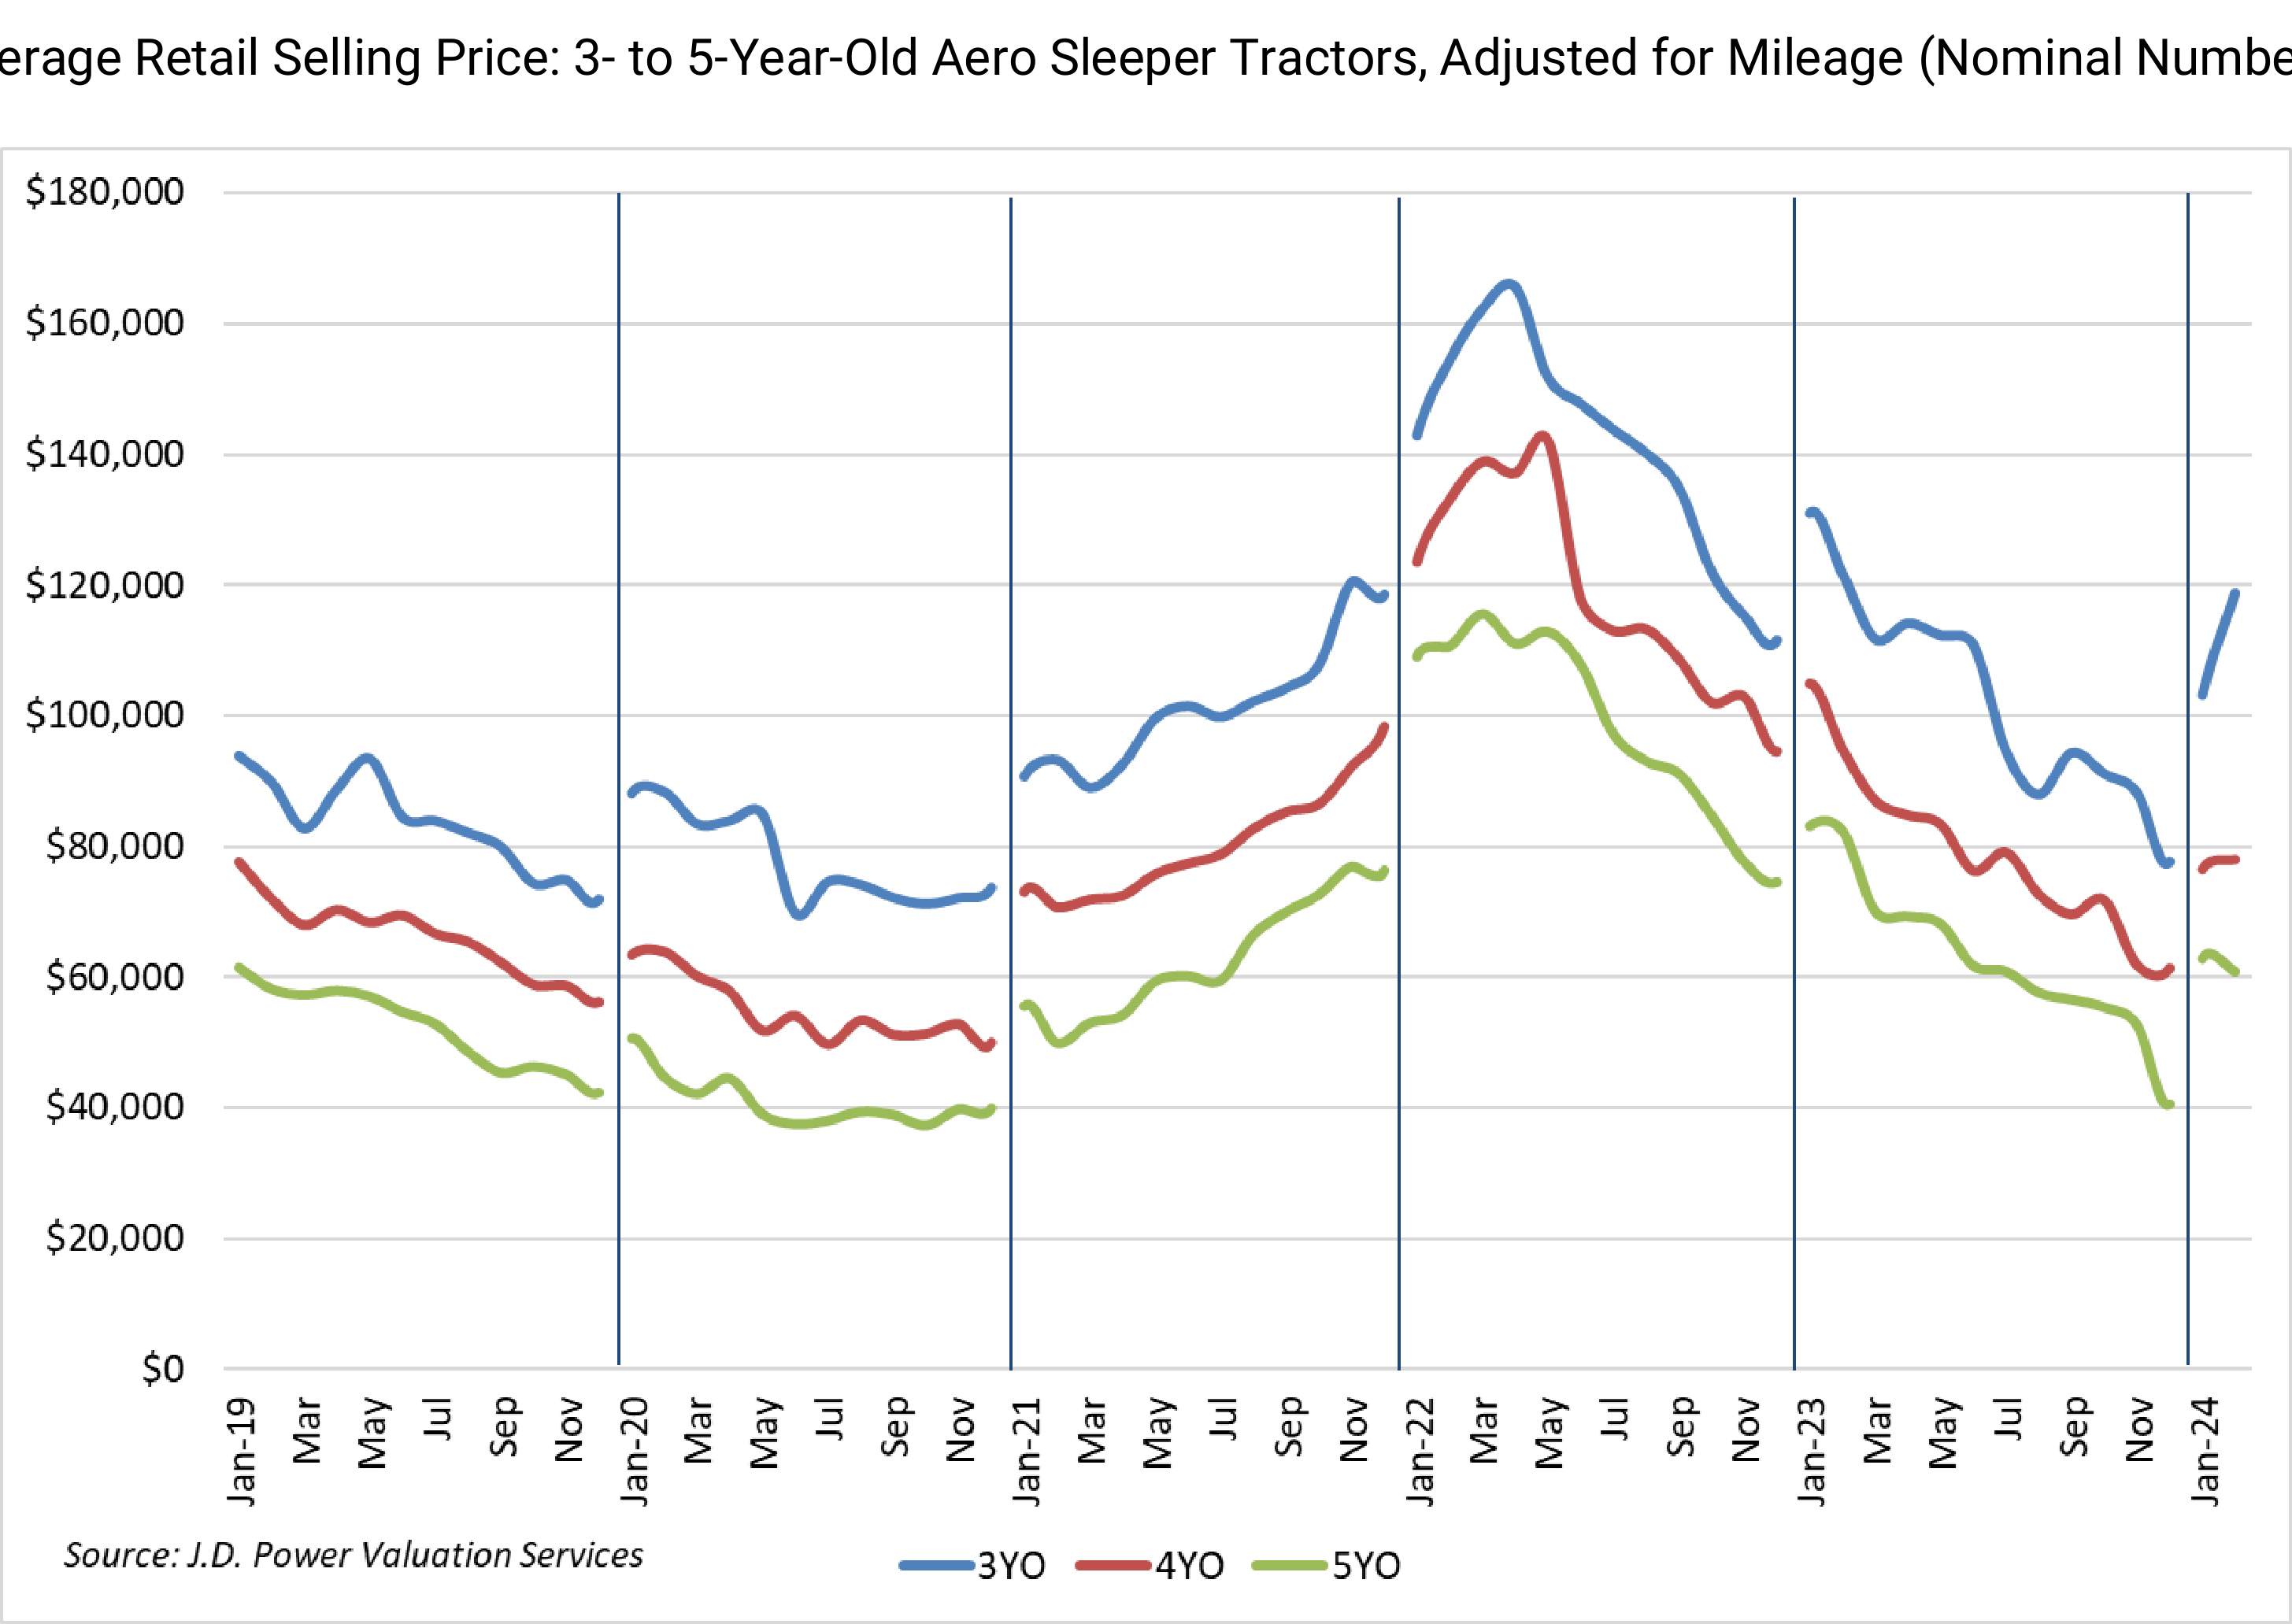 erage Retail Selling Price: 3- to 5-Year-Old Aero Sleeper Tractors, Adjusted for Mileage (Nominal Numbe
$180,000
$160,000
$140,000
$120,000
$100,000
$80,000
$60,000
$40,000
$20,000
$0
Jan-19 Mar May Jul Sep Nov Jan-20 Mar May Jul Sep Nov Jan-21 Mar May Jul Sep Nov Jan-22 Mar May Jul Sep Nov Jan-23 Mar May Jul Sep Nov Jan-24
Source: J.D. Power Valuation Services
3YO 4YO 5YO